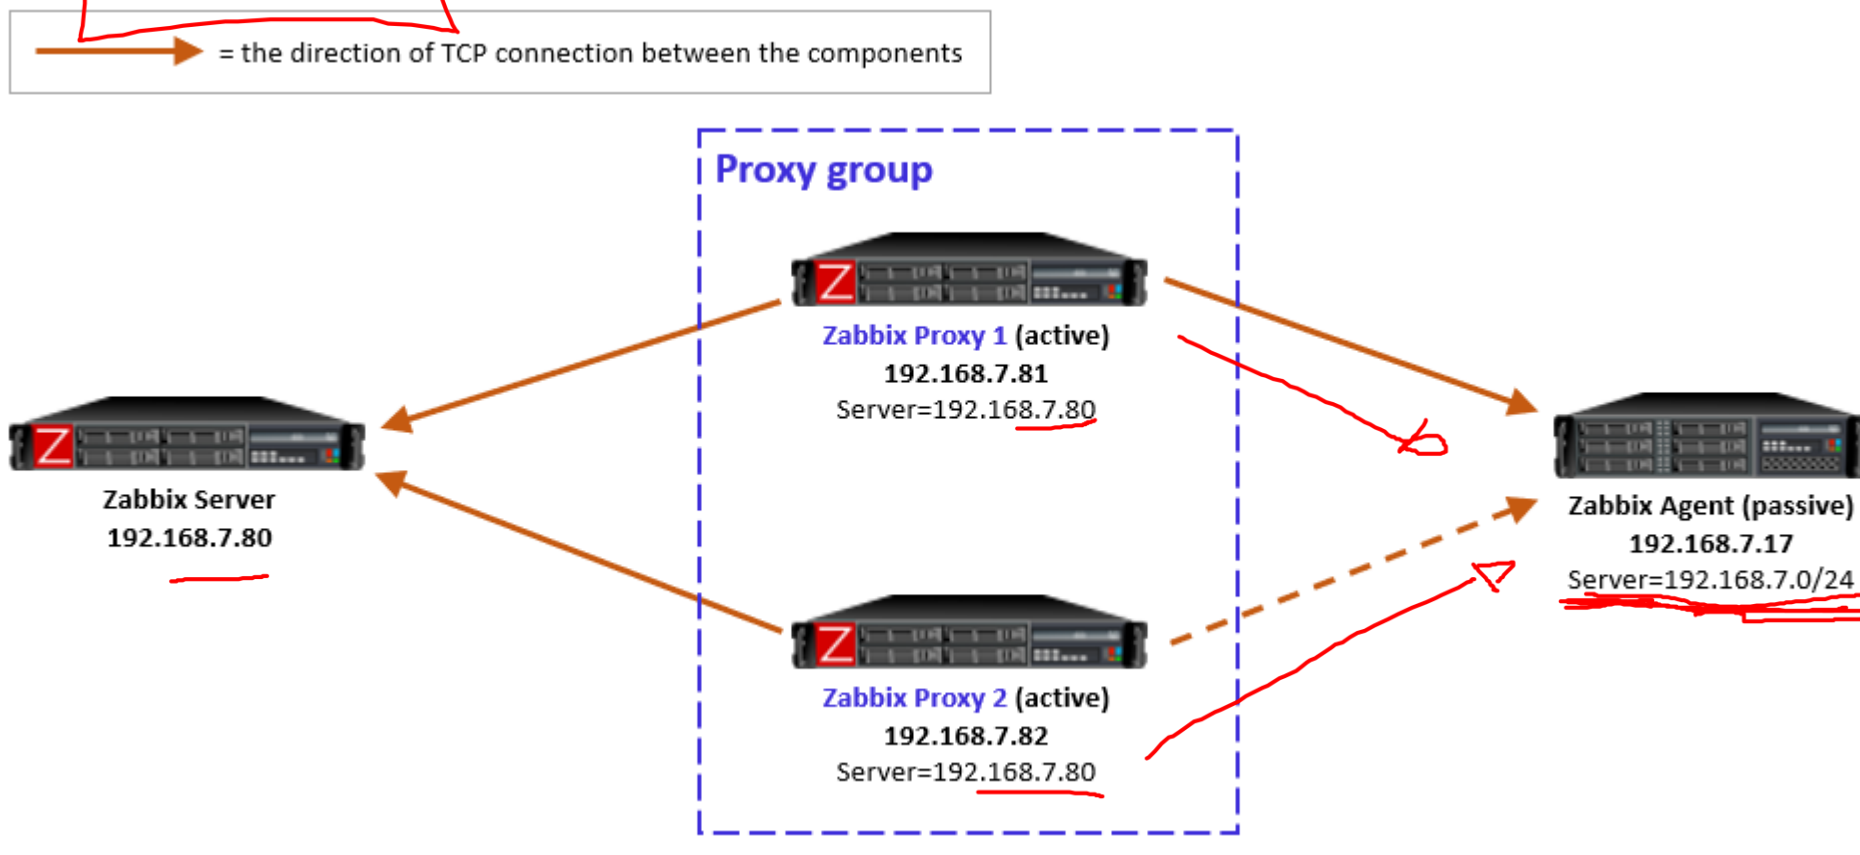 = the direction of TCP connection between the components
Proxy group
Z
Zabbix Proxy 1 (active)
192.168.7.81
Server=192.168.7.80
Z
Zabbix Server
192.168.7.80
Zabbix Agent (passive)
192.168.7.17
Server=192.168.7.0/24
Z
Zabbix Proxy 2 (active)
192.168.7.82
Server=192.168.7.80